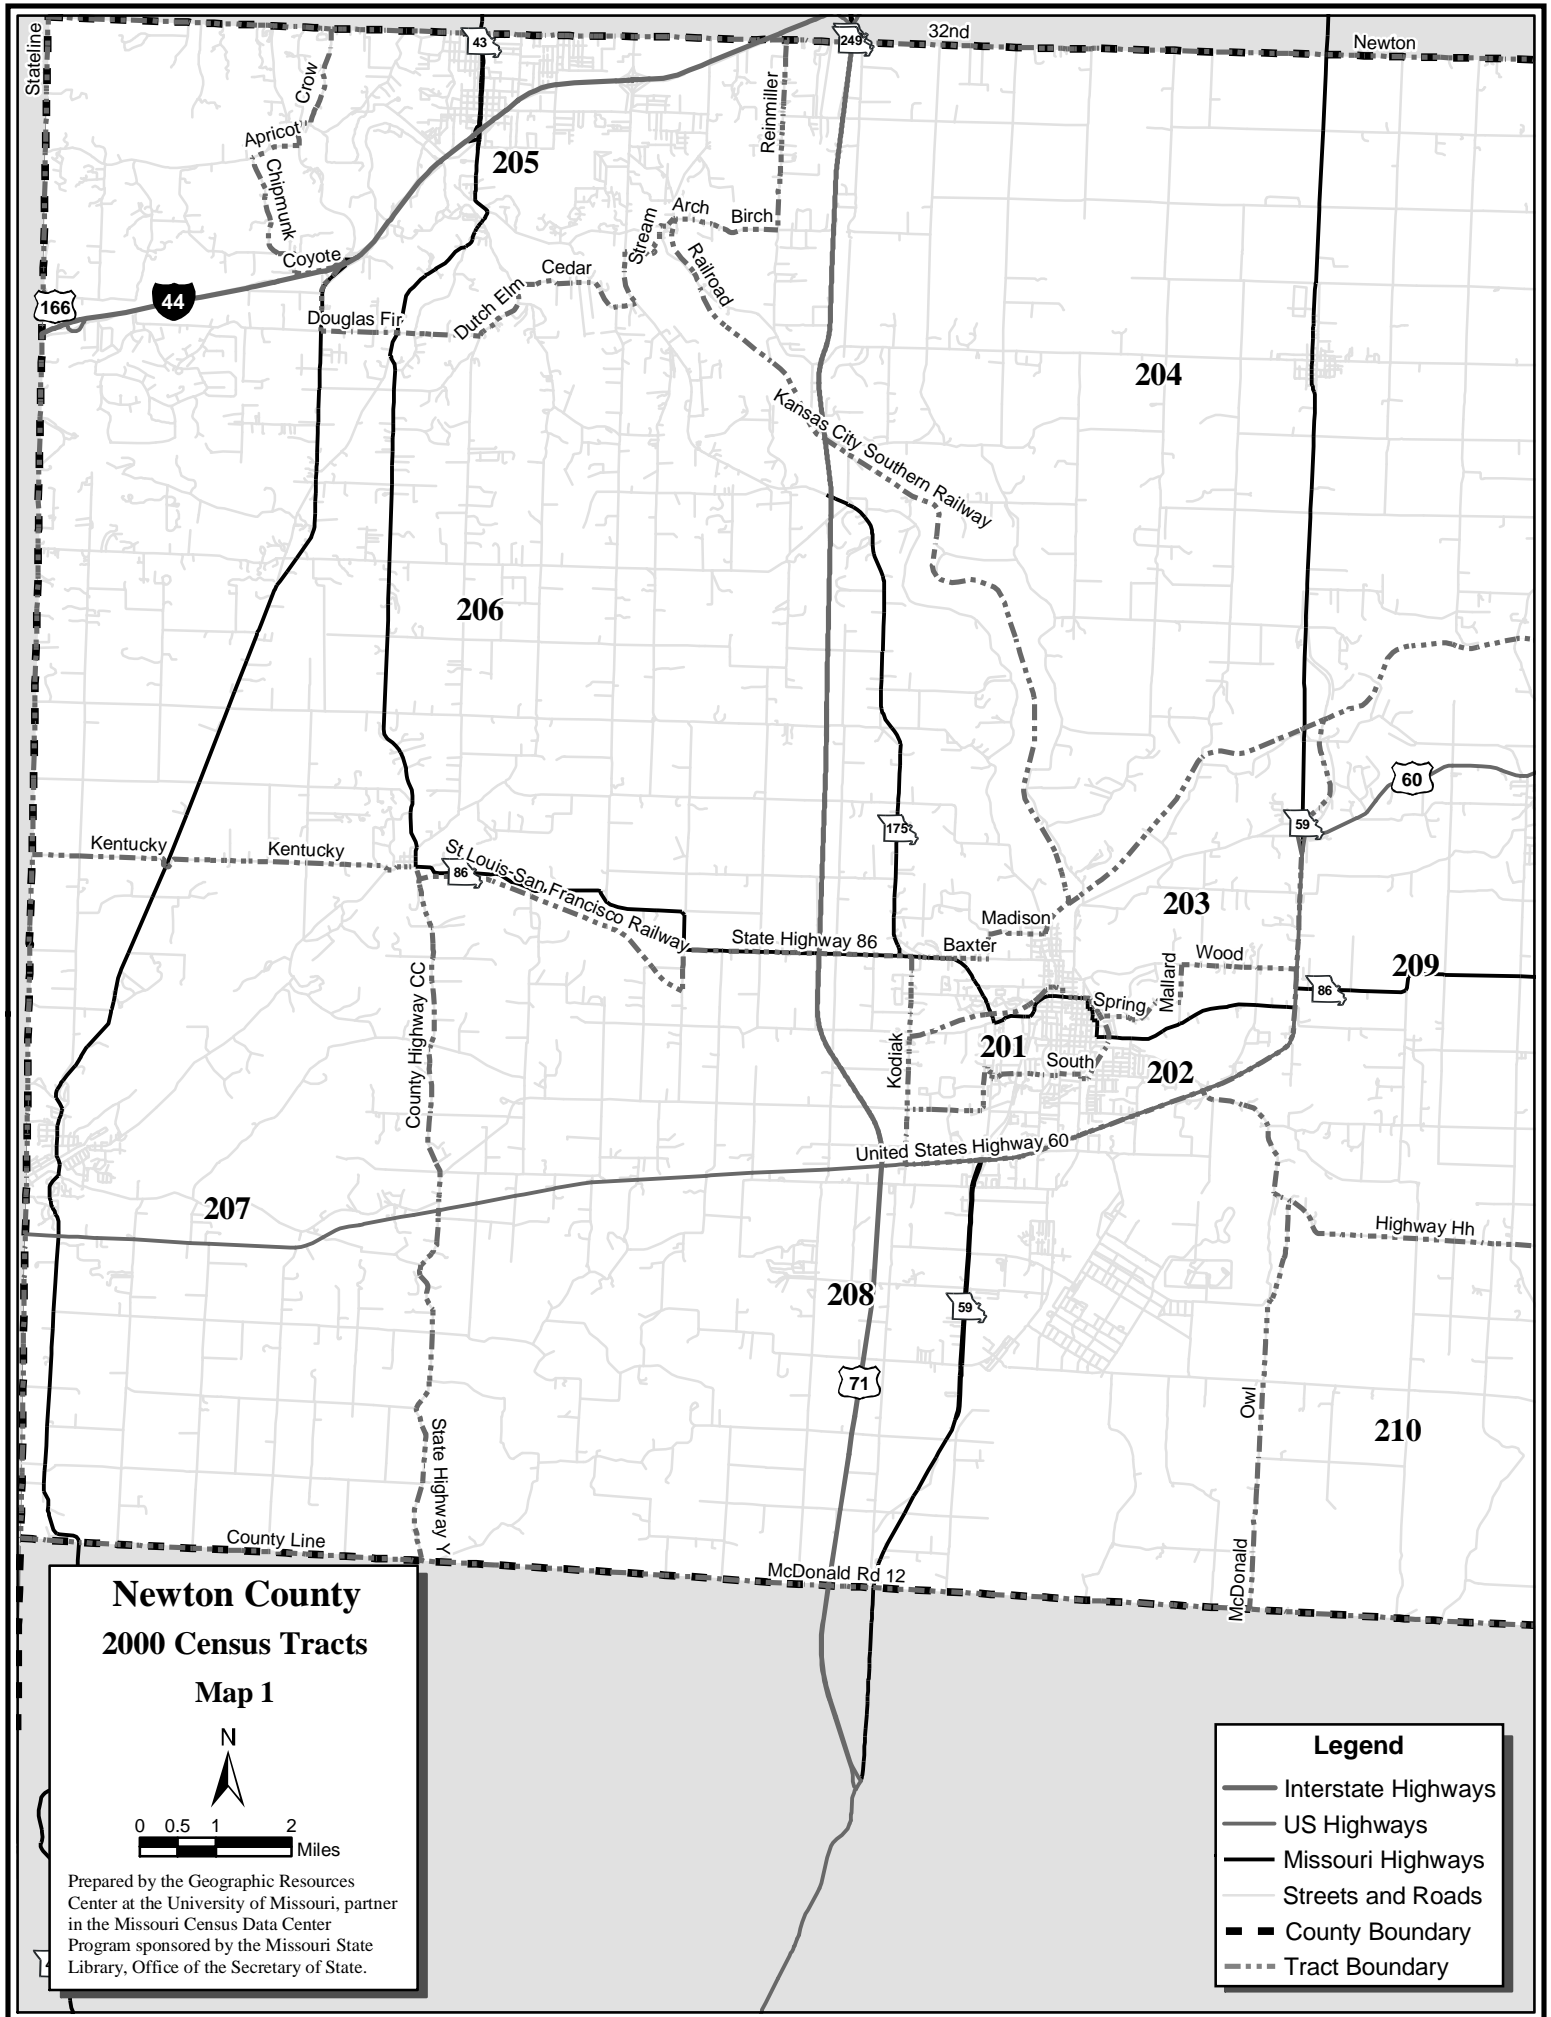 Stateline
32nd
Newton
43
249
Crow
Reinmiller
Apricot
205
Chipmunk
Stream
Arch
Birch
Coyote
Cedar
Railroad
166
44
Dutch Elm
Douglas Fir
204
Kansas City Southern Railway
206
60
175
59
Kentucky
Kentucky
St Louis-San Francisco Railway
86
203
Madison
State Highway 86
Baxter
Wood
Mallard
209
86
County Highway CC
Spring
201
Kodiak
South
202
United States Highway 60
207
Highway Hh
208
59
71
Owl
210
State Highway Y
County Line
McDonald Rd 12
McDonald
Newton County
2000 Census Tracts
Map 1
N
0 0.5 1 2
Miles
Prepared by the Geographic Resources
Center at the University of Missouri, partner
in the Missouri Census Data Center
Program sponsored by the Missouri State
Library, Office of the Secretary of State.
Legend
Interstate Highways
US Highways
Missouri Highways
Streets and Roads
County Boundary
Tract Boundary